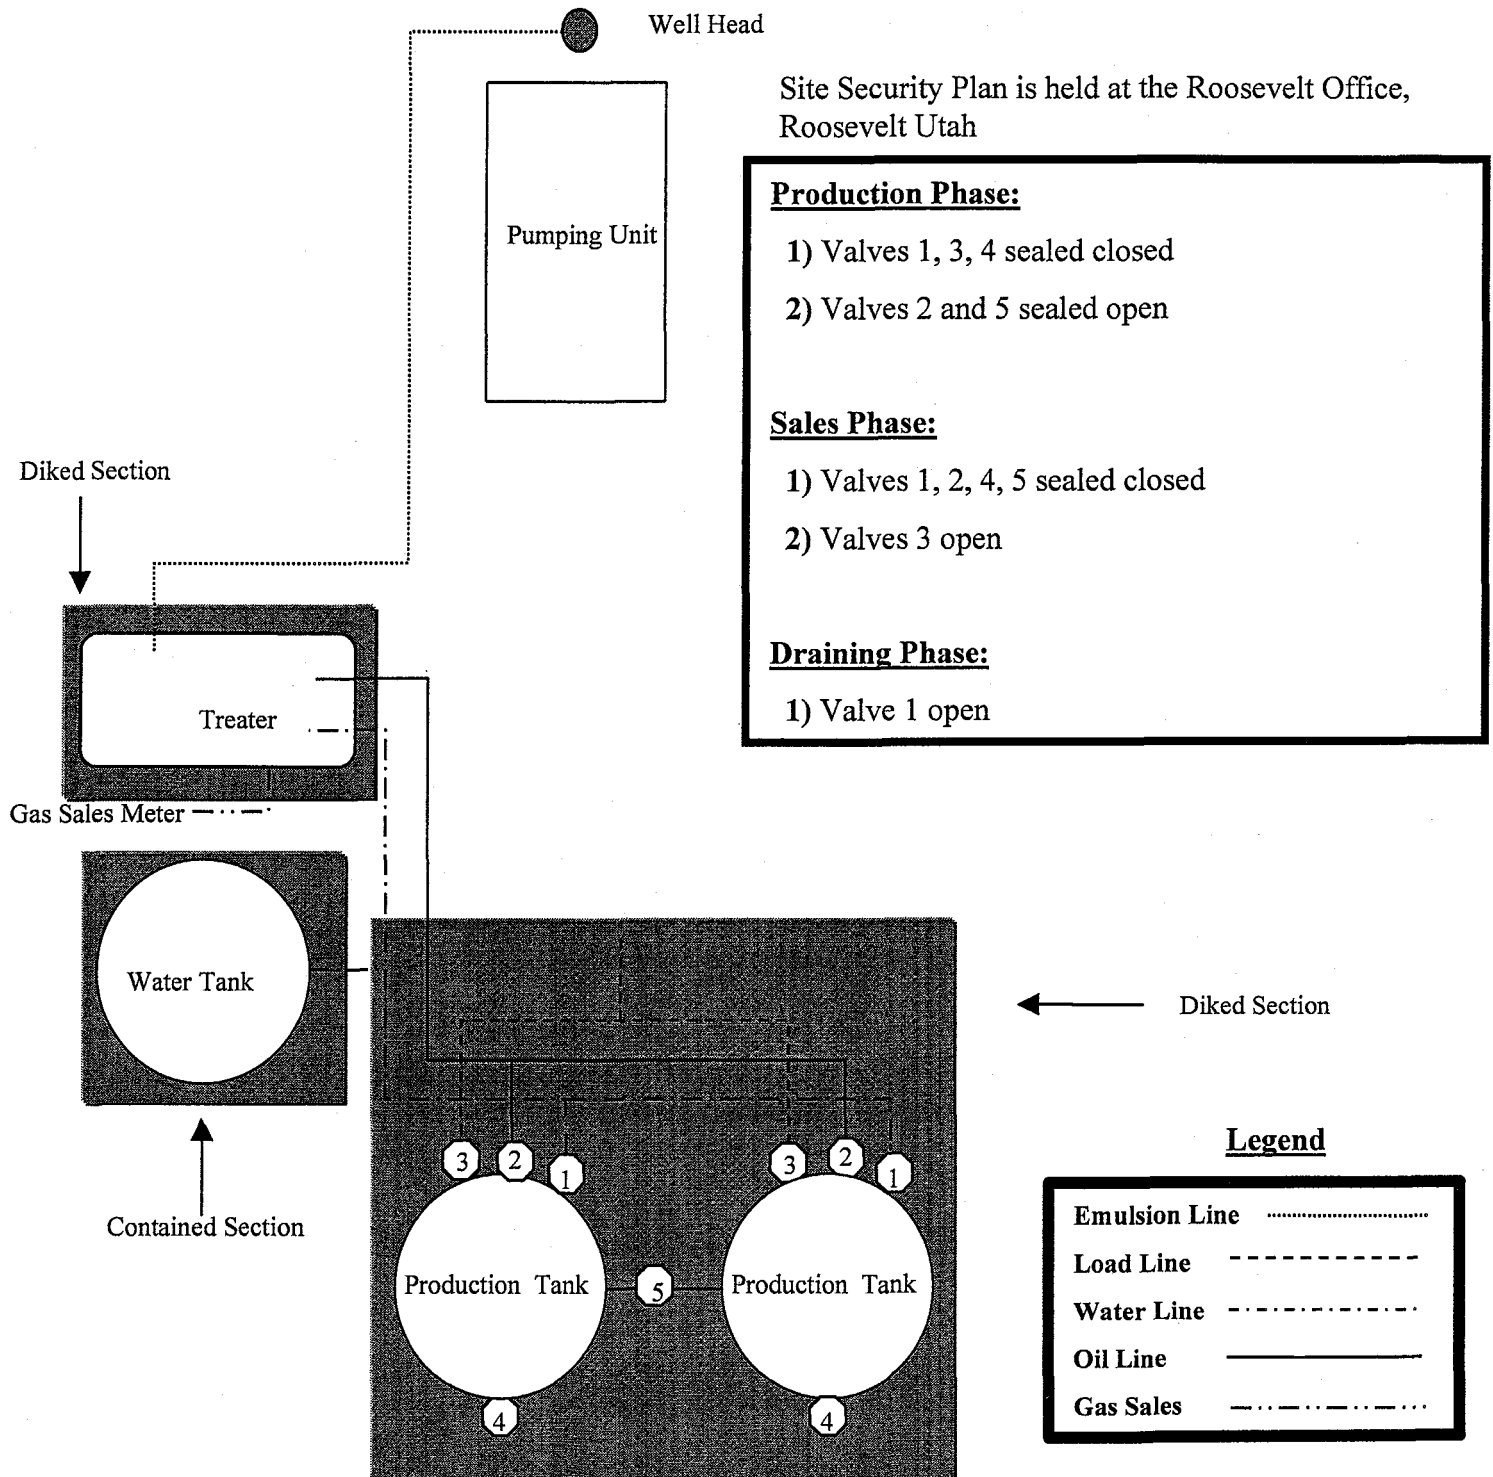 Well Head
Site Security Plan is held at the Roosevelt Office,
Roosevelt Utah
Pumping Unit
Production Phase:
1) Valves 1, 3, 4 sealed closed
2) Valves 2 and 5 sealed open
Sales Phase:
1) Valves 1, 2, 4, 5 sealed closed
2) Valves 3 open
Draining Phase:
1) Valve 1 open
Diked Section
Treater
Gas Sales Meter
Water Tank
Contained Section
Diked Section
3 2 1 3 2 1
Production Tank 5 Production Tank
4 4
Legend
Emulsion Line
Load Line
Water Line
Oil Line
Gas Sales